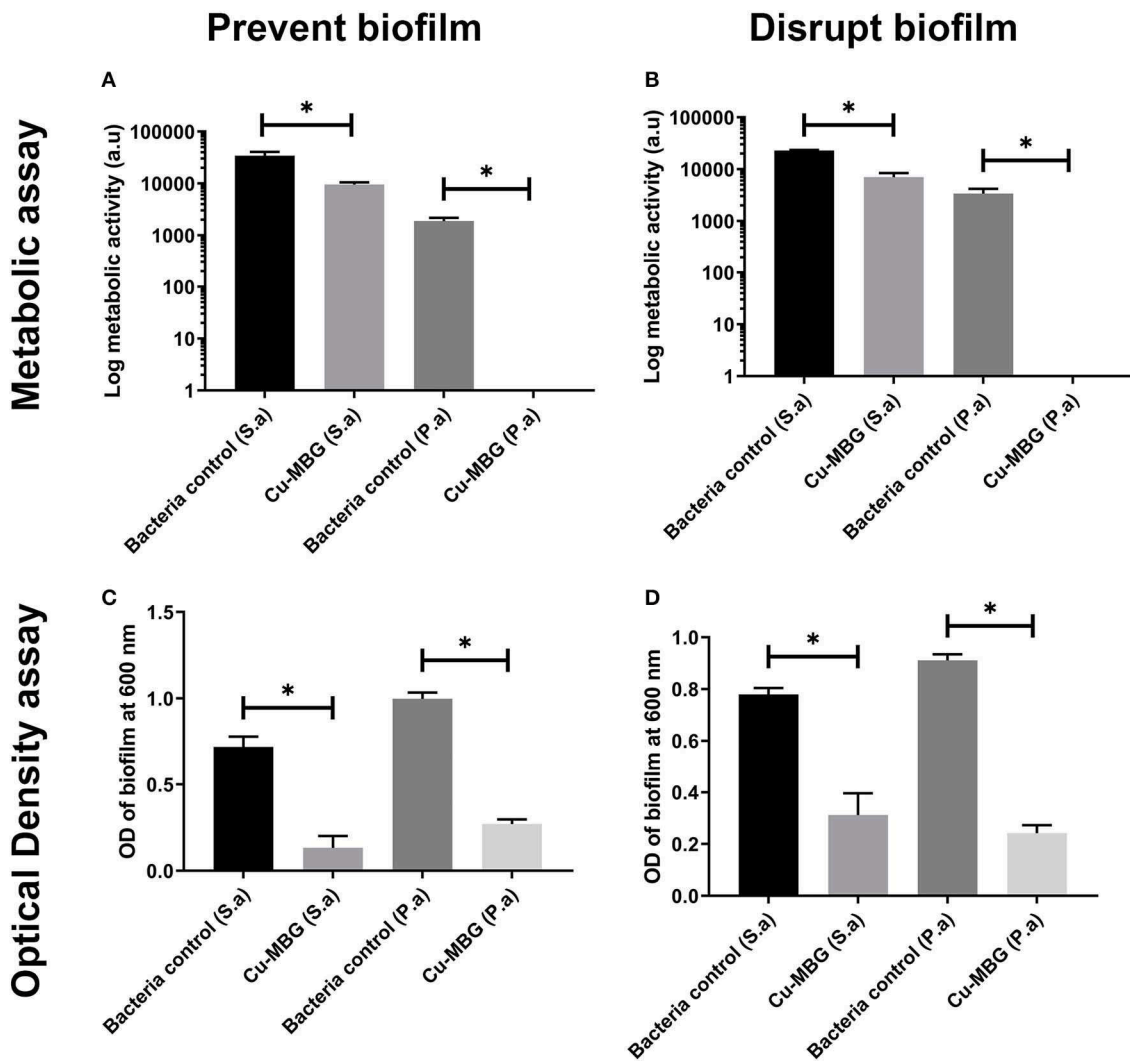 Prevent biofilm
Disrupt biofilm
Metabolic assay
A
*
*
Log metabolic activity (a.u)
100000
10000
1000
100
10
1
Bacteria control (S.a)
Cu-MBG (S.a)
Bacteria control (P.a)
Cu-MBG (P.a)
B
*
*
Log metabolic activity (a.u)
100000
10000
1000
100
10
1
Bacteria control (S.a)
Cu-MBG (S.a)
Bacteria control (P.a)
Cu-MBG (P.a)
Optical Density assay
C
*
*
OD of biofilm at 600 nm
1.5
1.0
0.5
0.0
Bacteria control (S.a)
Cu-MBG (S.a)
Bacteria control (P.a)
Cu-MBG (P.a)
D
*
*
OD of biofilm at 600 nm
1.0
0.8
0.6
0.4
0.2
0.0
Bacteria control (S.a)
Cu-MBG (S.a)
Bacteria control (P.a)
Cu-MBG (P.a)